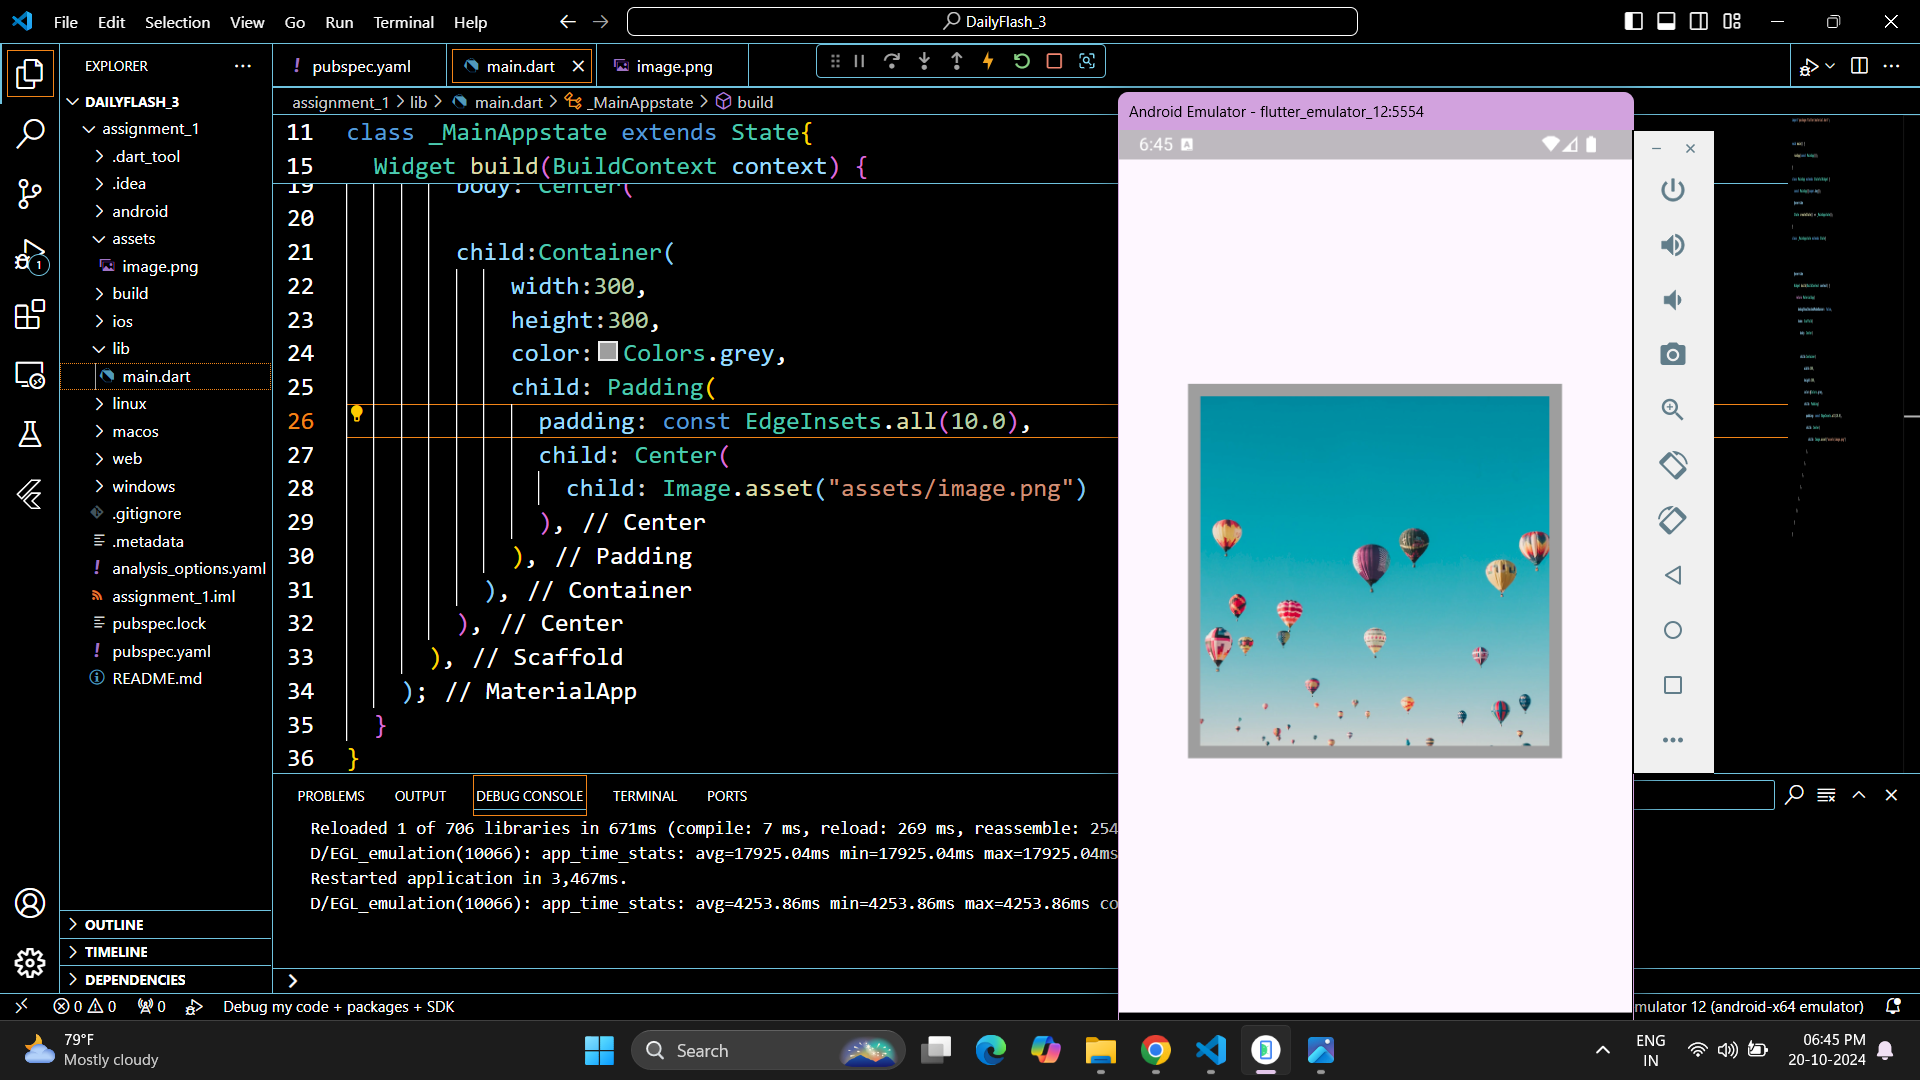 File Edit Selection View Go Run Terminal Help
DailyFlash_3
EXPLORER
pubspec.yaml
main.dart
image.png
DAILYFLASH_3
assignment_1
.dart_tool
.idea
android
assets
image.png
build
ios
lib
main.dart
linux
macos
web
windows
.gitignore
.metadata
analysis_options.yaml
assignment_1.iml
pubspec.lock
pubspec.yaml
README.md
OUTLINE
TIMELINE
DEPENDENCIES
assignment_1 > lib > main.dart > _MainAppstate > build
11 class _MainAppstate extends State{
15 Widget build(BuildContext context) {
19 body: Center(
20
21 child:Container(
22 width:300,
23 height:300,
24 color: Colors.grey,
25 child: Padding(
26 padding: const EdgeInsets.all(10.0),
27 child: Center(
28 child: Image.asset("assets/image.png")
29 ), // Center
30 ), // Padding
31 ), // Container
32 ), // Center
33 ), // Scaffold
34 ); // MaterialApp
35 }
36 }
Android Emulator - flutter_emulator_12:5554
6:45
PROBLEMS OUTPUT DEBUG CONSOLE TERMINAL PORTS
Reloaded 1 of 706 libraries in 671ms (compile: 7 ms, reload: 269 ms, reassemble: 254
D/EGL_emulation(10066): app_time_stats: avg=17925.04ms min=17925.04ms max=17925.04ms
Restarted application in 3,467ms.
D/EGL_emulation(10066): app_time_stats: avg=4253.86ms min=4253.86ms max=4253.86ms co
0 0 0 Debug my code + packages + SDK
mulator 12 (android-x64 emulator)
79°F
Mostly cloudy
Search
ENG
IN
06:45 PM
20-10-2024